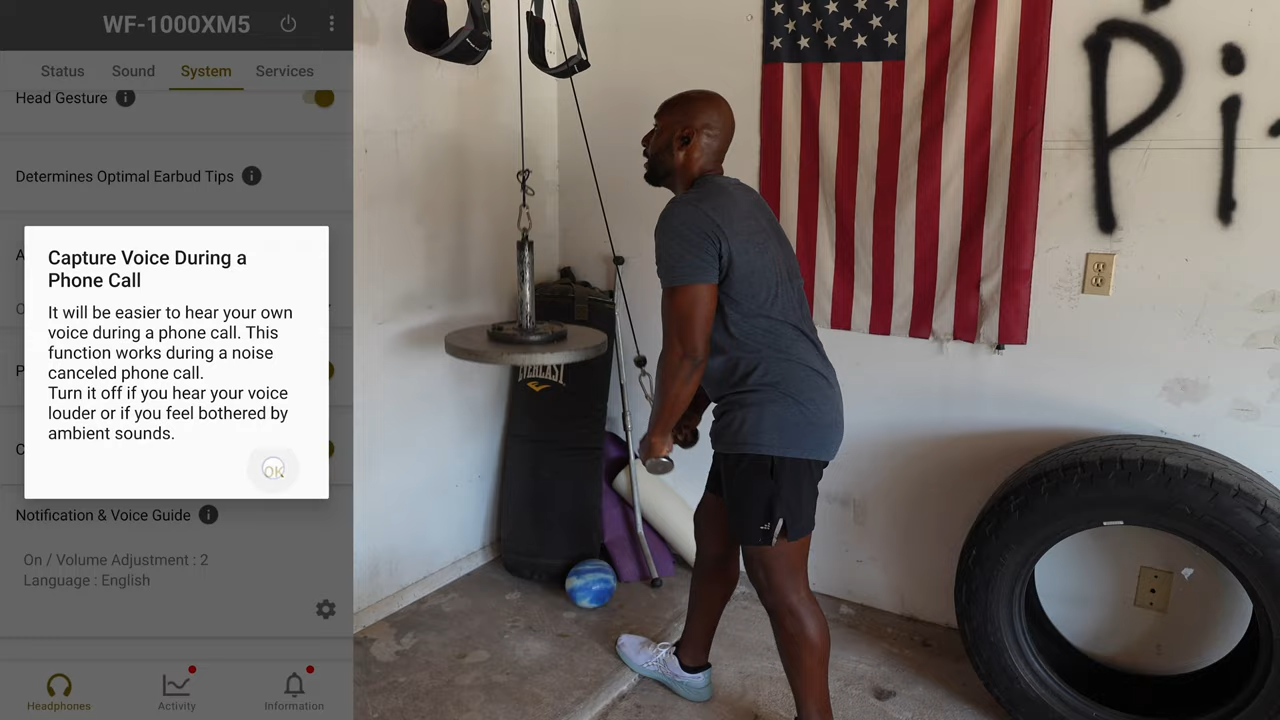 WF-1000XM5
Status Sound System Services
Head Gesture
Determines Optimal Earbud Tips
Capture Voice During a
Phone Call
It will be easier to hear your own
voice during a phone call. This
function works during a noise
canceled phone call.
Turn it off if you hear your voice
louder or if you feel bothered by
ambient sounds.
OK
Notification & Voice Guide
On / Volume Adjustment : 2
Language : English
Headphones Activity Information
EVERLAST
Pi